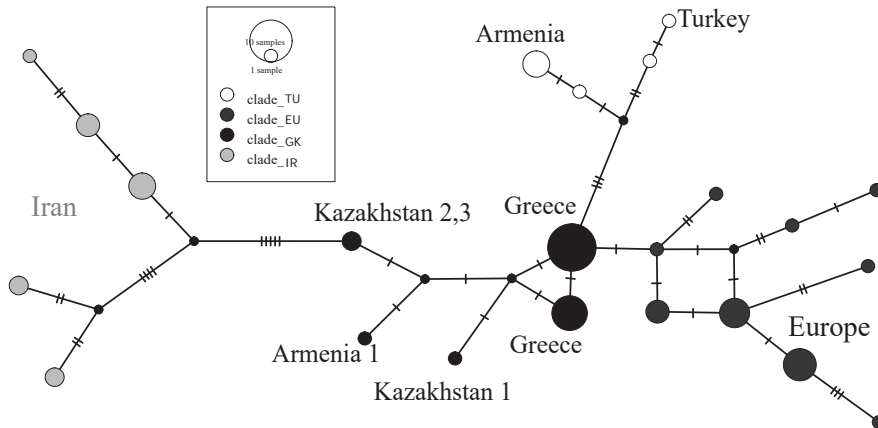 Turkey
Armenia
10 samples
1 sample
clade_TU
clade_EU
clade_GK
clade_IR
Iran
Kazakhstan 2,3
Greece
Greece
Europe
Armenia 1
Kazakhstan 1